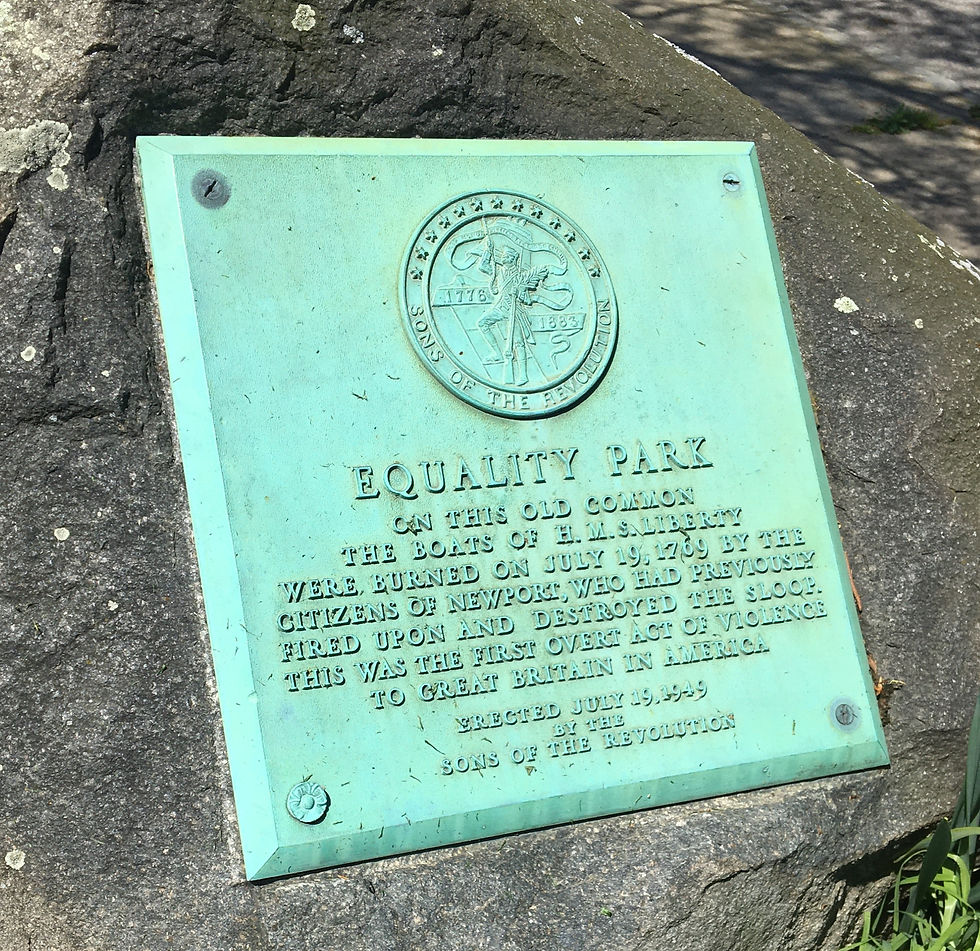 1776
1883
SONS OF THE REVOLUTION
EQUALITY PARK
ON THIS OLD COMMON
THE BOATS OF H.M.S. LIBERTY
WERE BURNED ON JULY 19, 1769 BY THE
CITIZENS OF NEWPORT, WHO HAD PREVIOUSLY
FIRED UPON AND DESTROYED THE SLOOP.
THIS WAS THE FIRST OVERT ACT OF VIOLENCE
TO GREAT BRITAIN IN AMERICA
ERECTED JULY 19, 1949
BY THE
SONS OF THE REVOLUTION